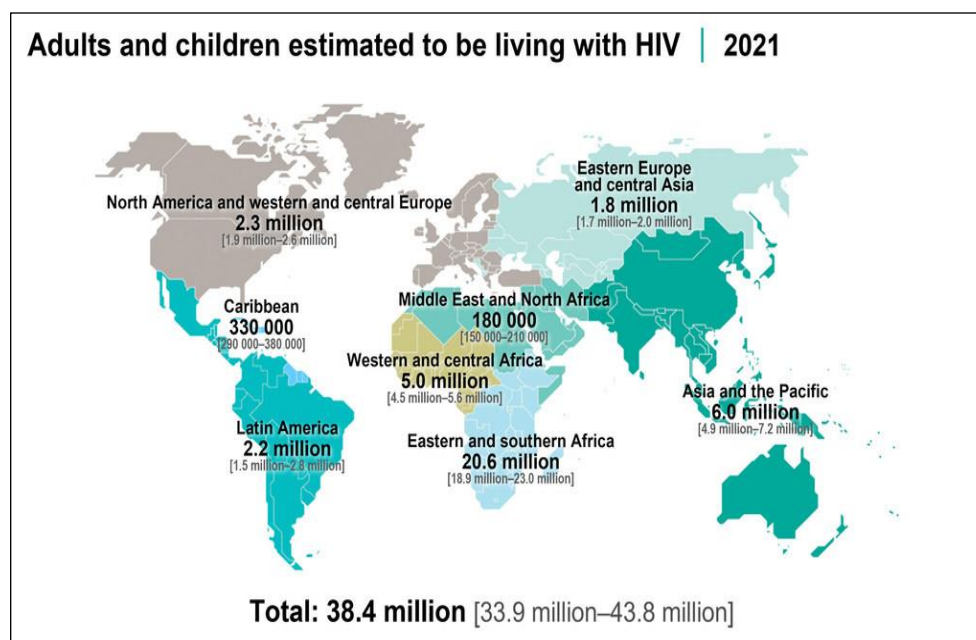 Adults and children estimated to be living with HIV | 2021
North America and western and central Europe
2.3 million
[1.9 million–2.6 million]
Eastern Europe
and central Asia
1.8 million
[1.7 million–2.0 million]
Caribbean
330 000
[290 000–380 000]
Middle East and North Africa
180 000
[150 000–210 000]
Western and central Africa
5.0 million
[4.5 million–5.6 million]
Latin America
2.2 million
[1.5 million–2.8 million]
Eastern and southern Africa
20.6 million
[18.9 million–23.0 million]
Asia and the Pacific
6.0 million
[4.9 million–7.2 million]
Total: 38.4 million [33.9 million–43.8 million]